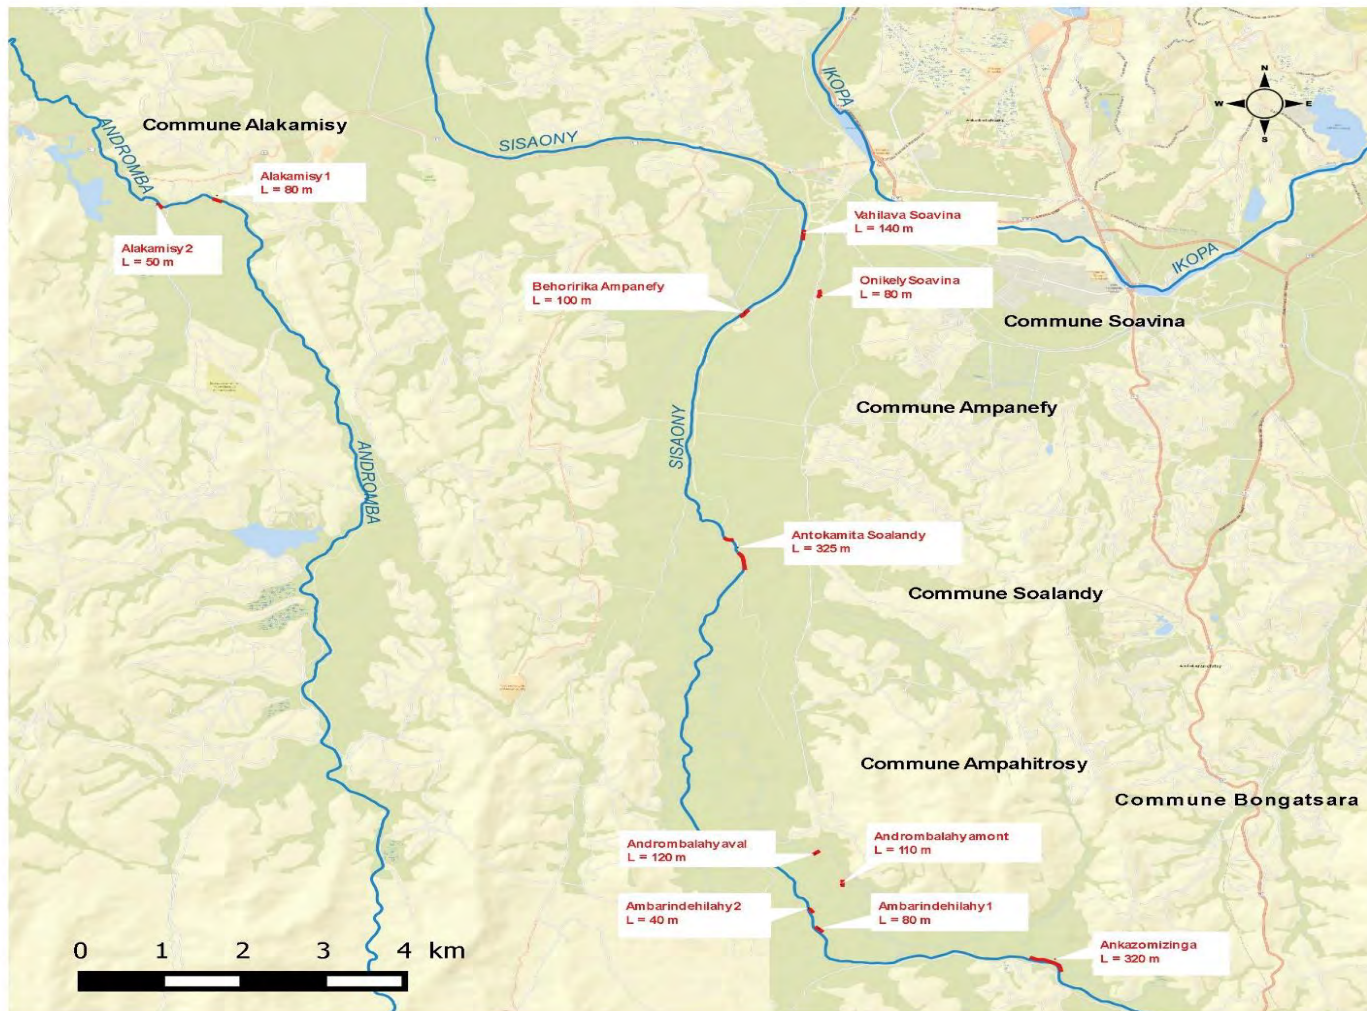 N
W E
S
IKOPA
ANDROMBA
Commune Alakamisy
SISAONY
Alakamisy 1
L = 80 m
Vahilava Soavina
L = 140 m
Alakamisy 2
L = 50 m
IKOPA
Behoririka Ampanefy
L = 100 m
Onikely Soavina
L = 80 m
Commune Soavina
Commune Ampanefy
SISAONY
ANDROMBA
Antokamita Soalandy
L = 325 m
Commune Soalandy
Commune Ampahitrosy
Commune Bongatsara
Andrombalahy aval
L = 120 m
Andrombalahy amont
L = 110 m
Ambarindehilahy 2
L = 40 m
Ambarindehilahy 1
L = 80 m
Ankazomizinga
L = 320 m
0 1 2 3 4 km